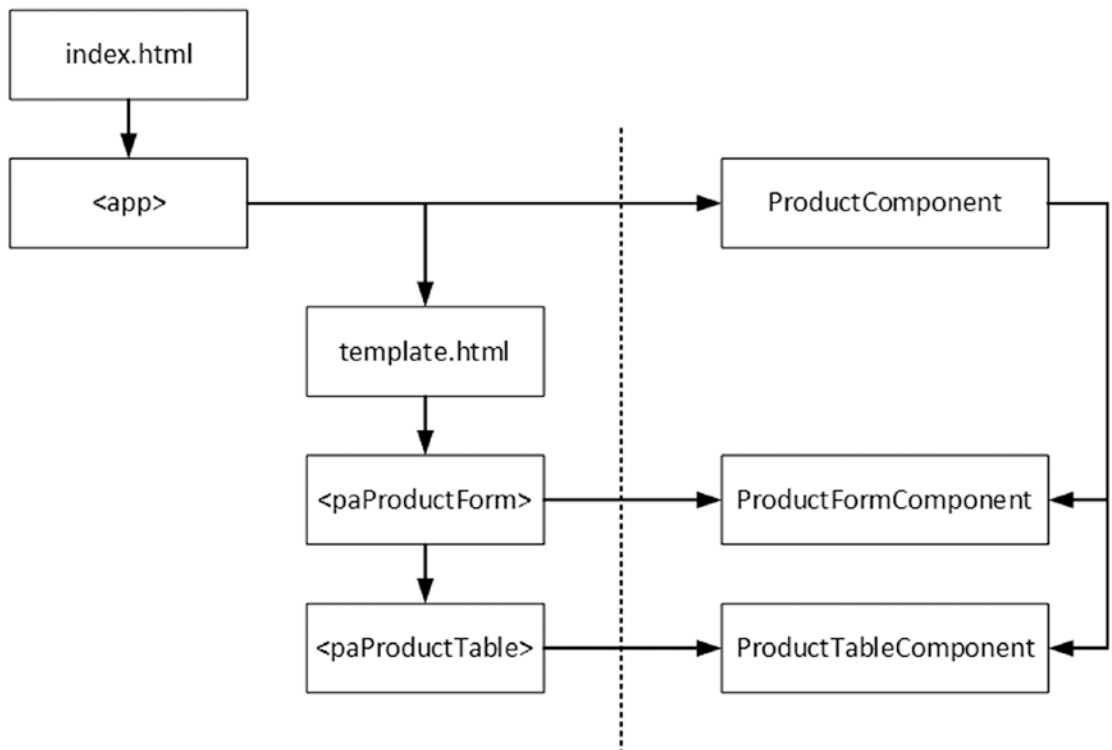 index.html
<app>
ProductComponent
template.html
<paProductForm>
ProductFormComponent
<paProductTable>
ProductTableComponent